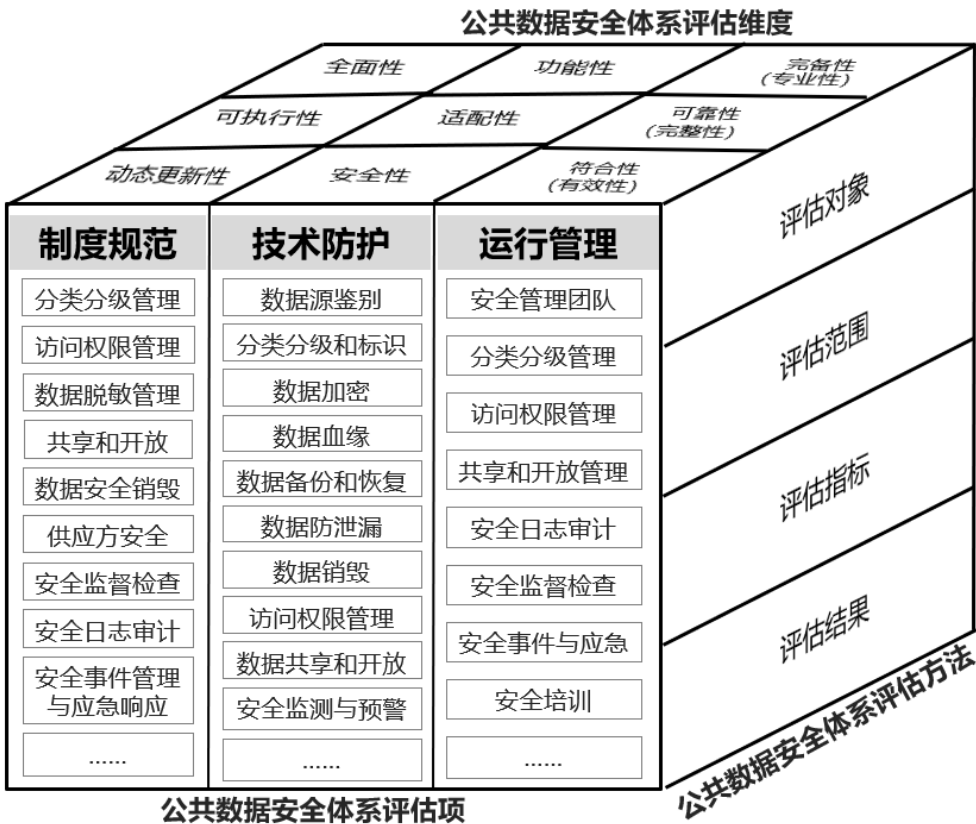 公共数据安全体系评估维度
全面性
功能性
完备性
(专业性)
可执行性
适配性
可靠性
(完整性)
动态更新性
安全性
符合性
(有效性)
制度规范
分类分级管理
访问权限管理
数据脱敏管理
共享和开放
数据安全销毁
供应方安全
安全监督检查
安全日志审计
安全事件管理
与应急响应
……
技术防护
数据源鉴别
分类分级和标识
数据加密
数据血缘
数据备份和恢复
数据防泄漏
数据销毁
访问权限管理
数据共享和开放
安全监测与预警
……
运行管理
安全管理团队
分类分级管理
访问权限管理
共享和开放管理
安全日志审计
安全监督检查
安全事件与应急
安全培训
……
评估对象
评估范围
评估指标
评估结果
公共数据安全体系评估方法
公共数据安全体系评估项